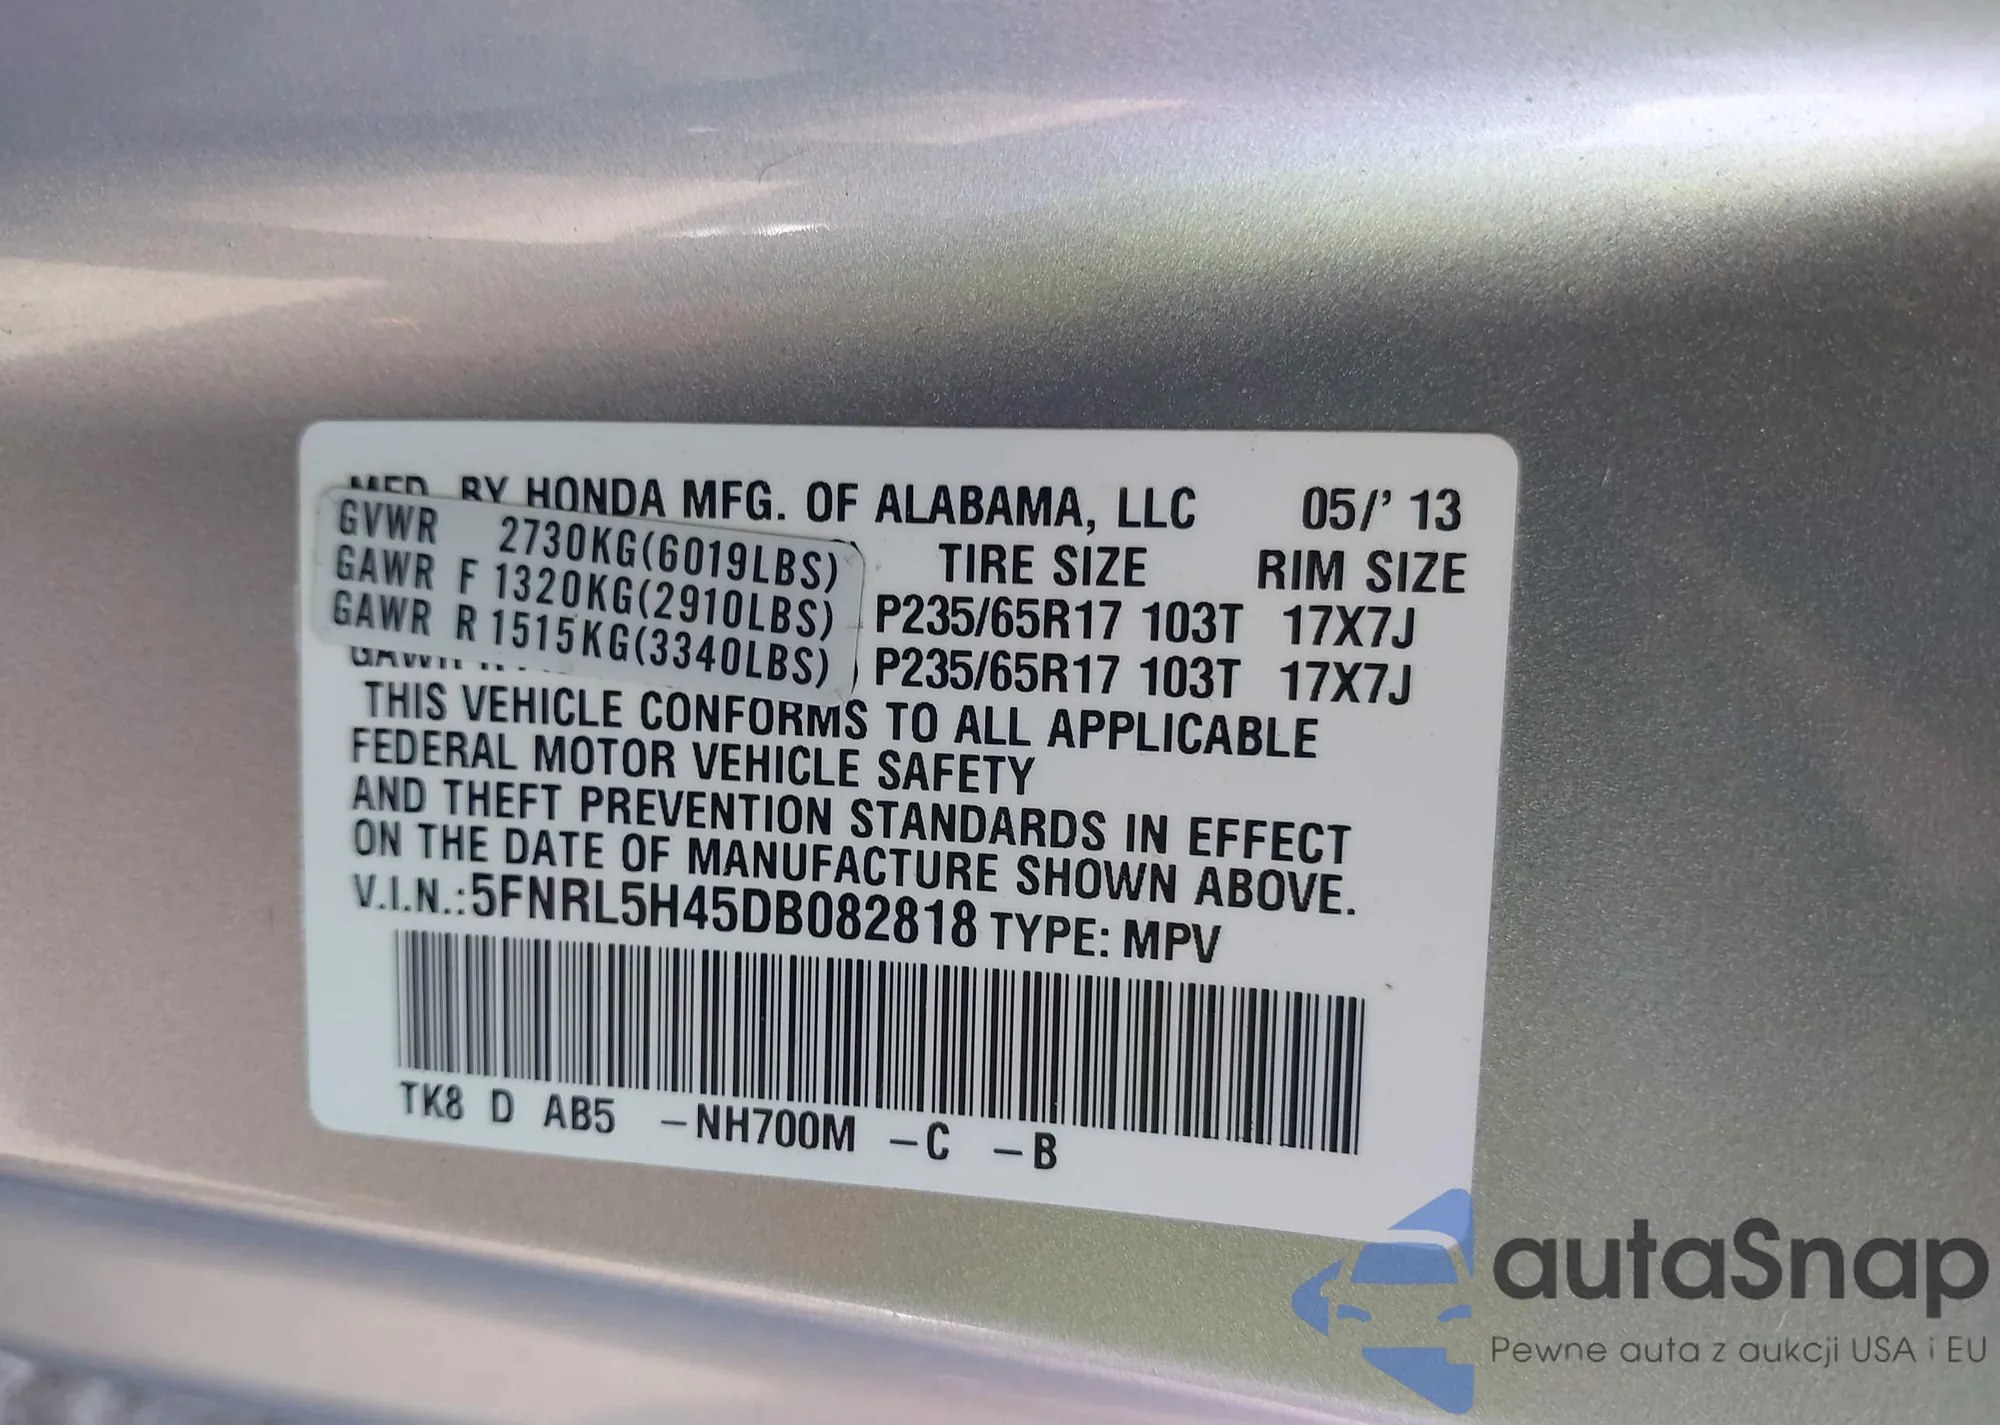 MFD. BY HONDA MFG. OF ALABAMA, LLC 05/' 13
GVWR 2730KG(6019LBS) TIRE SIZE RIM SIZE
GAWR F 1320KG(2910LBS) P235/65R17 103T 17X7J
GAWR R 1515KG(3340LBS) P235/65R17 103T 17X7J
THIS VEHICLE CONFORMS TO ALL APPLICABLE
FEDERAL MOTOR VEHICLE SAFETY
AND THEFT PREVENTION STANDARDS IN EFFECT
ON THE DATE OF MANUFACTURE SHOWN ABOVE.
V.I.N.:5FNRL5H45DB082818 TYPE: MPV
TK8 D AB5 –NH700M –C –B
autaSnap
Pewne auta z aukcji USA i EU